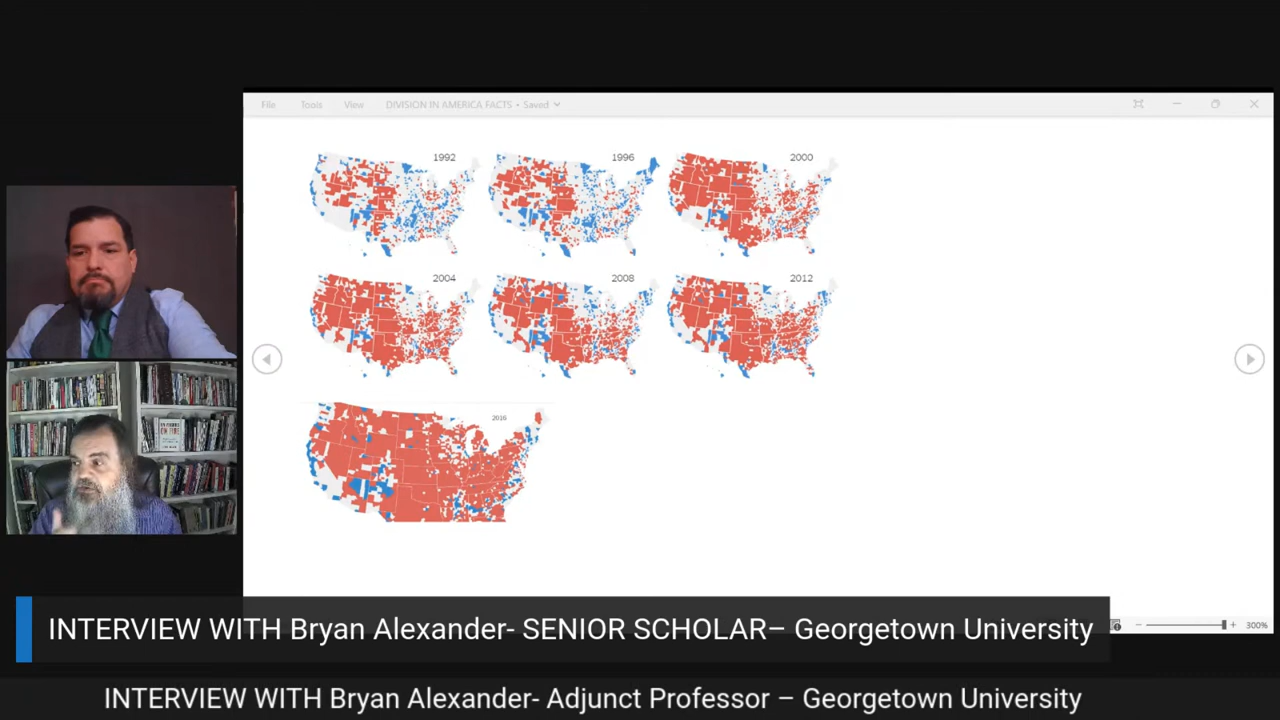 File Tools View DIVISION IN AMERICA FACTS • Saved
1992 1996 2000
2004 2008 2012
2016
INTERVIEW WITH Bryan Alexander- SENIOR SCHOLAR– Georgetown University
300%
INTERVIEW WITH Bryan Alexander- Adjunct Professor – Georgetown University